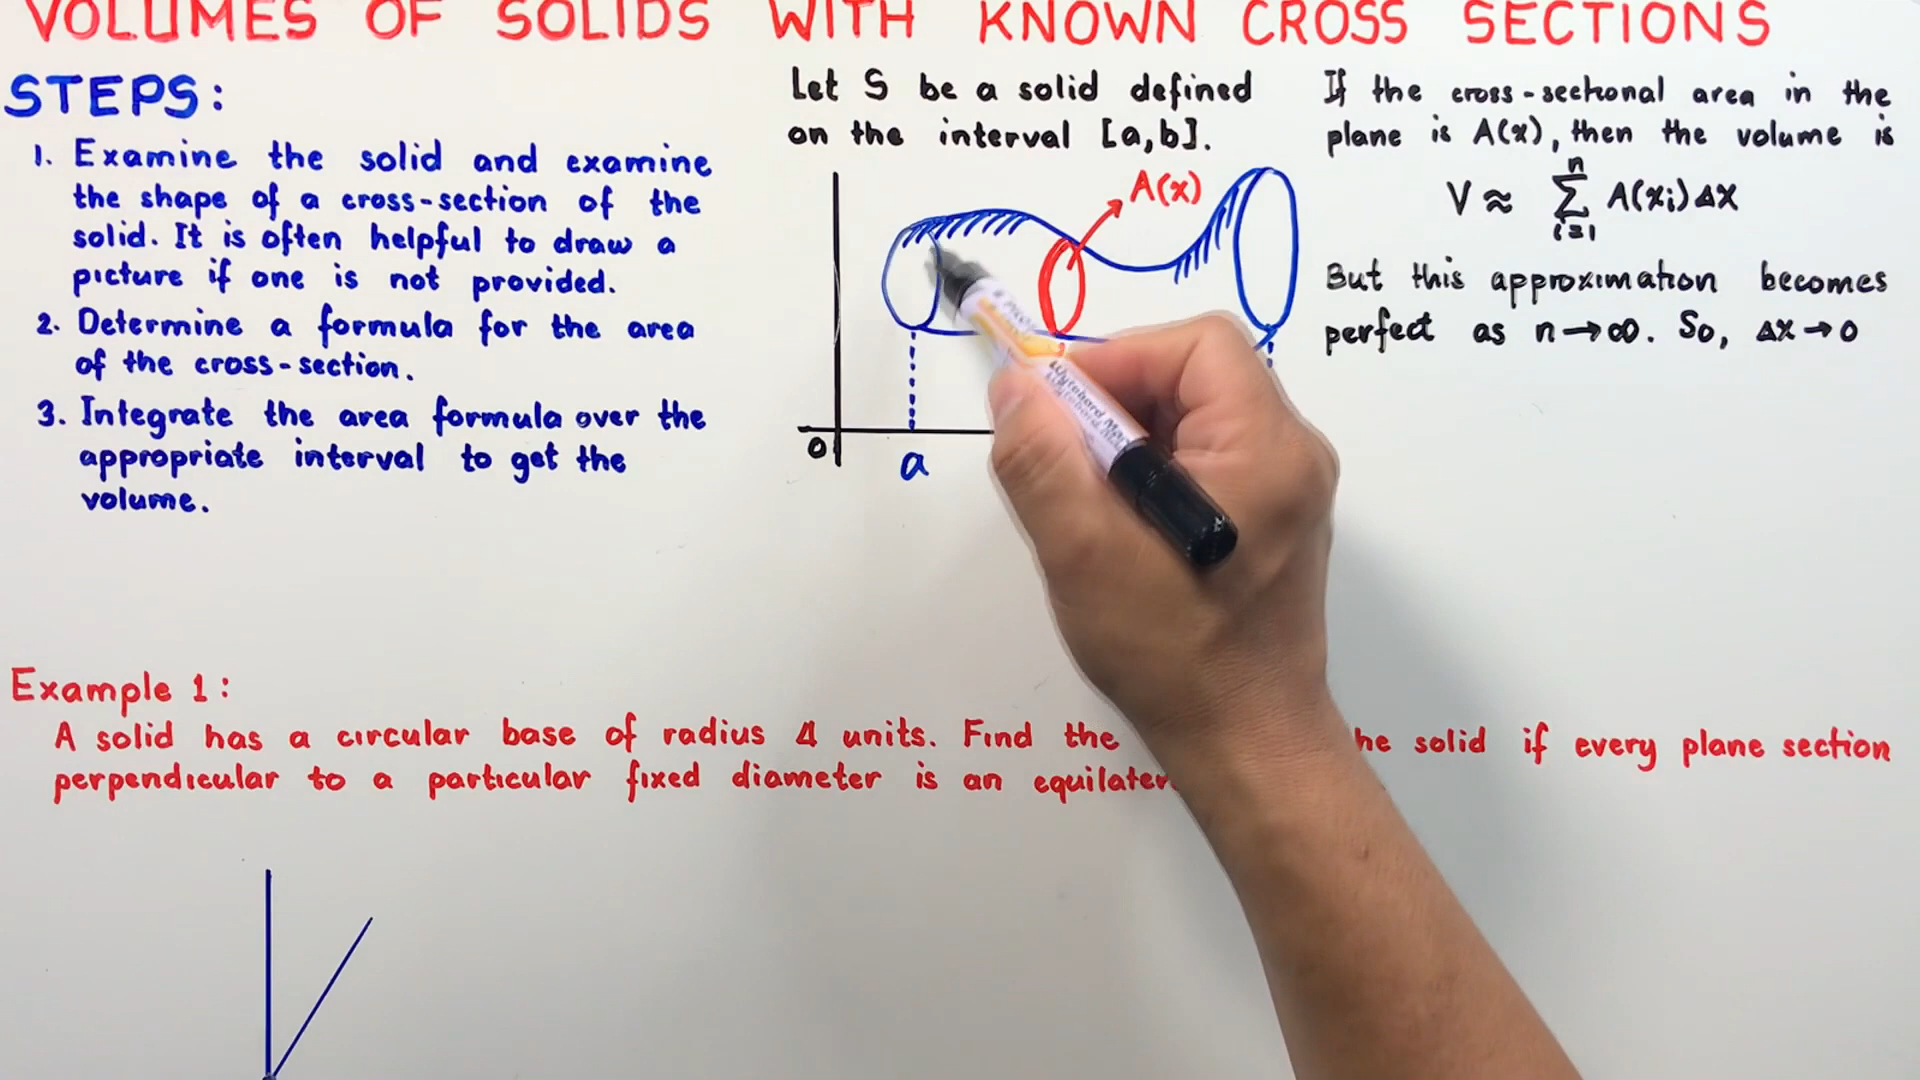 VOLUMES OF SOLIDS WITH KNOWN CROSS SECTIONS
STEPS:
1. Examine the solid and examine
the shape of a cross-section of the
solid. It is often helpful to draw a
picture if one is not provided.
2. Determine a formula for the area
of the cross-section.
3. Integrate the area formula over the
appropriate interval to get the
volume.
Let S be a solid defined
on the interval [a,b].
A(x)
0
a
If the cross-sectional area in the
plane is A(x), then the volume is
V ≈ n Σ i=1 A(xi)Δx
But this approximation becomes
perfect as n→∞. So, Δx→0
Whiteboard Mar
Example 1:
A solid has a circular base of radius 4 units. Find the he solid if every plane section
perpendicular to a particular fixed diameter is an equilater